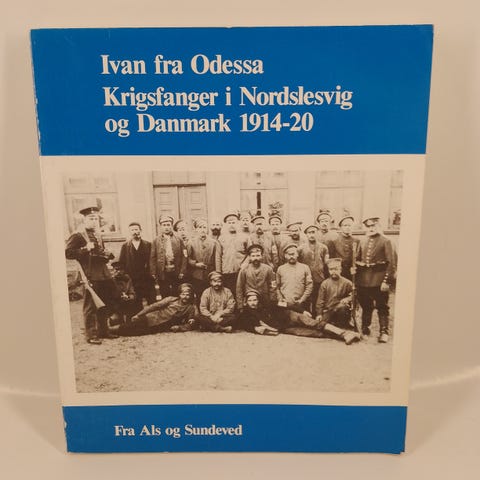 Ivan fra Odessa
Krigsfanger i Nordslesvig
og Danmark 1914-20
Fra Als og Sundeved